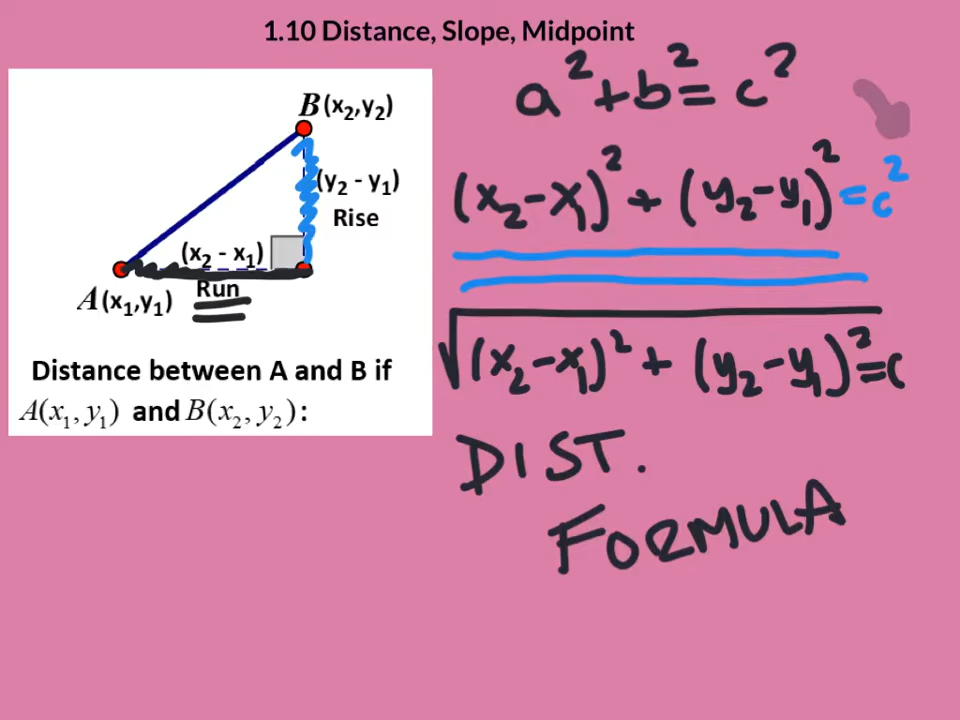 1.10 Distance, Slope, Midpoint
B(x₂,y₂)
(y₂ - y₁)
Rise
(x₂ - x₁)
Run
A(x₁,y₁)
Distance between A and B if
A(x₁, y₁) and B(x₂, y₂):
a² + b² = c²
(x₂-x₁)² + (y₂-y₁)² = c²
√(x₂-x₁)² + (y₂-y₁)² = c
DIST.
FORMULA